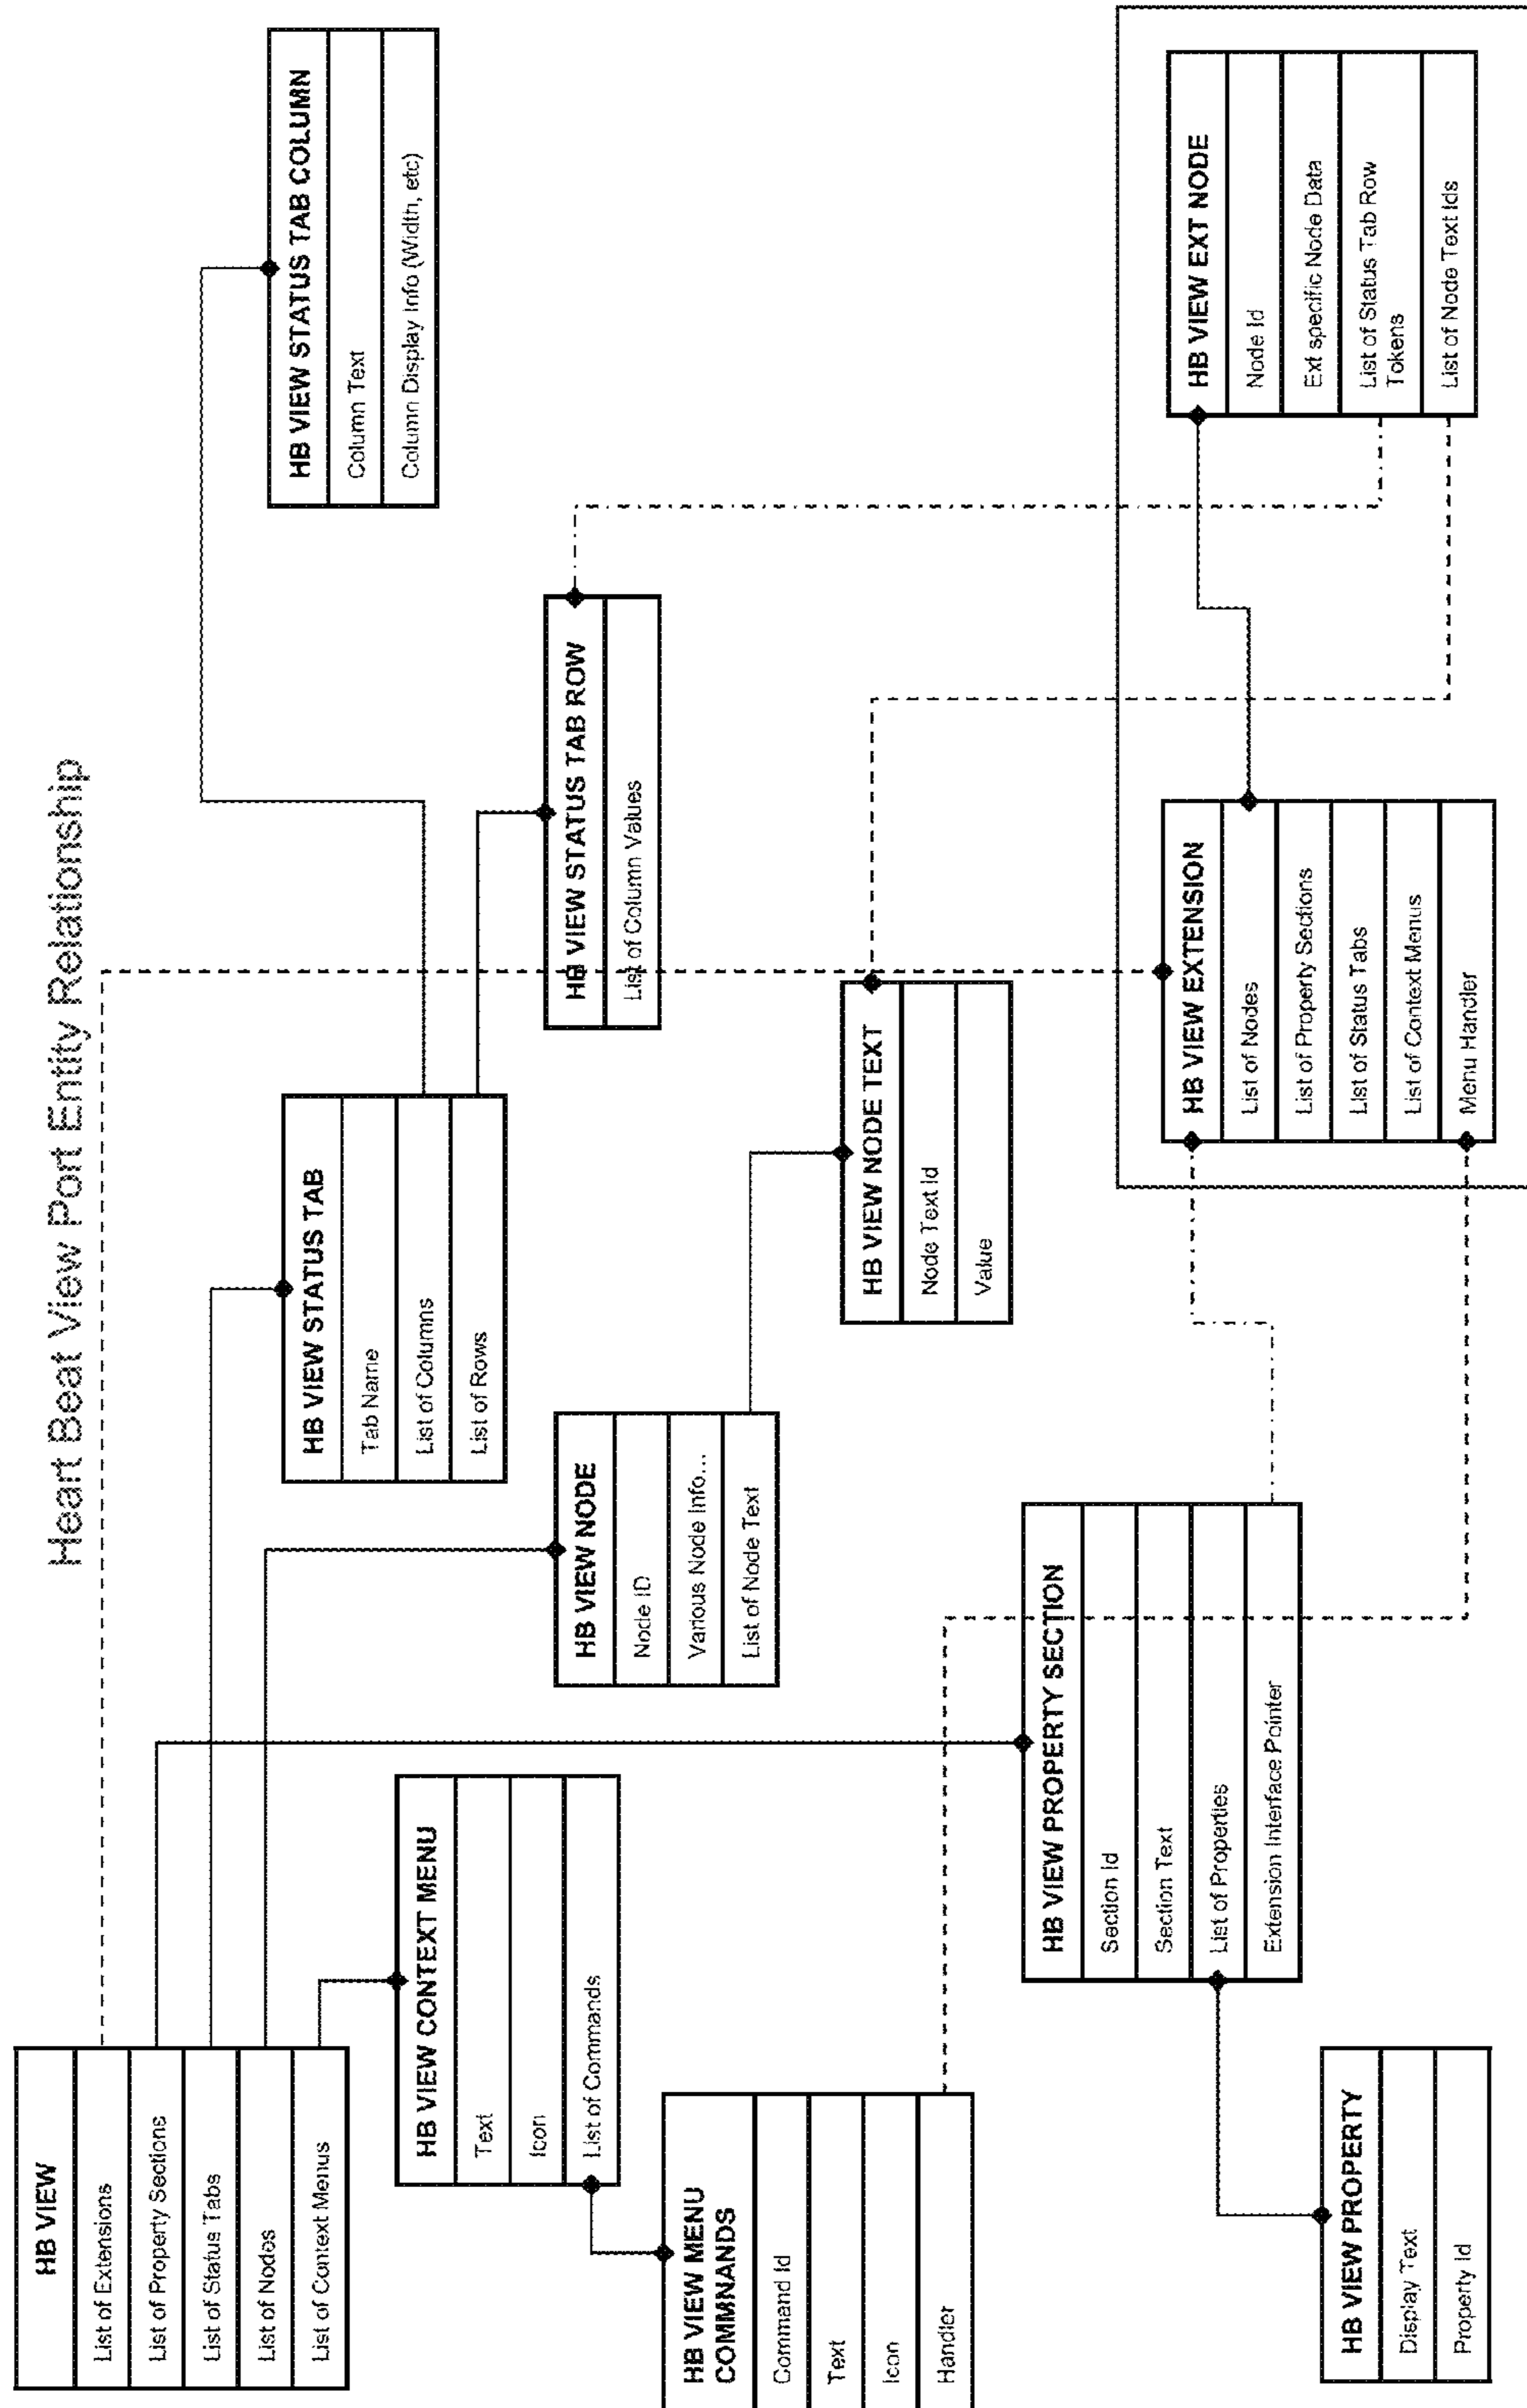 Heart Beat View Port Entity Relationship
HB VIEW
List of Extensions
List of Property Sections
List of Status Tabs
List of Nodes
List of Context Menus
HB VIEW STATUS TAB
Tab Name
List of Columns
List of Rows
HB VIEW STATUS TAB COLUMN
Column Text
Column Display Info (Width, etc)
HB VIEW CONTEXT MENU
Text
Icon
List of Commands
HB VIEW NODE
Node ID
Various Node Info...
List of Node Text
HB VIEW STATUS TAB ROW
List of Column Values
HB VIEW MENU
COMMNANDS
Command Id
Text
Icon
Handler
HB VIEW NODE TEXT
Node Text Id
Value
HB VIEW PROPERTY SECTION
Section Id
Section Text
List of Properties
Extension Interface Pointer
HB VIEW EXTENSION
List of Nodes
List of Property Sections
List of Status Tabs
List of Context Menus
Menu Handler
HB VIEW EXT NODE
Node Id
Ext specific Node Data
List of Status Tab Row
Tokens
List of Node Text Ids
HB VIEW PROPERTY
Display Text
Property Id